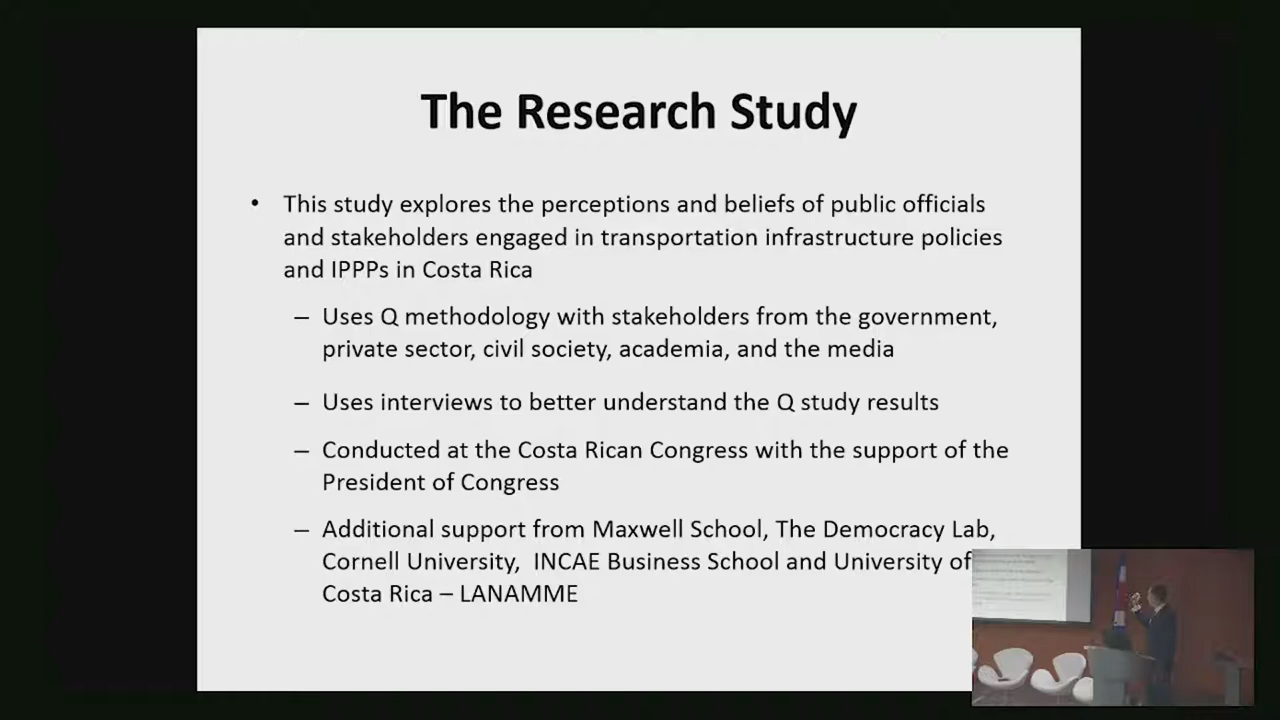 The Research Study
• This study explores the perceptions and beliefs of public officials
and stakeholders engaged in transportation infrastructure policies
and IPPPs in Costa Rica
– Uses Q methodology with stakeholders from the government,
private sector, civil society, academia, and the media
– Uses interviews to better understand the Q study results
– Conducted at the Costa Rican Congress with the support of the
President of Congress
– Additional support from Maxwell School, The Democracy Lab,
Cornell University,  INCAE Business School and University of
Costa Rica – LANAMME